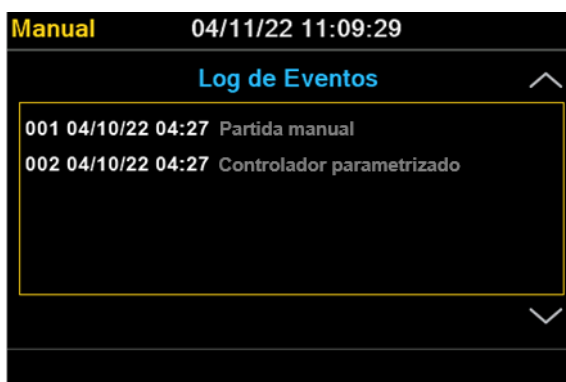 Manual 04/11/22 11:09:29
Log de Eventos
001 04/10/22 04:27 Partida manual
002 04/10/22 04:27 Controlador parametrizado